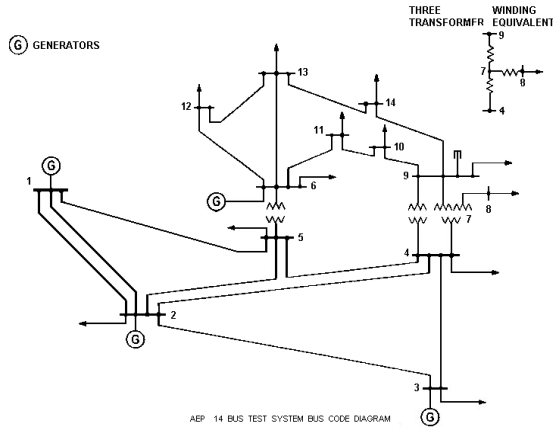 THREE WINDING
TRANSFORMFR EQUIVALENT
9
7
8
4
G GENERATORS
13
12
14
11
10
G
1
6
9
G
8
7
5
4
2
G
3
G
AEP 14 BUS TEST SYSTEM BUS CODE DIAGRAM